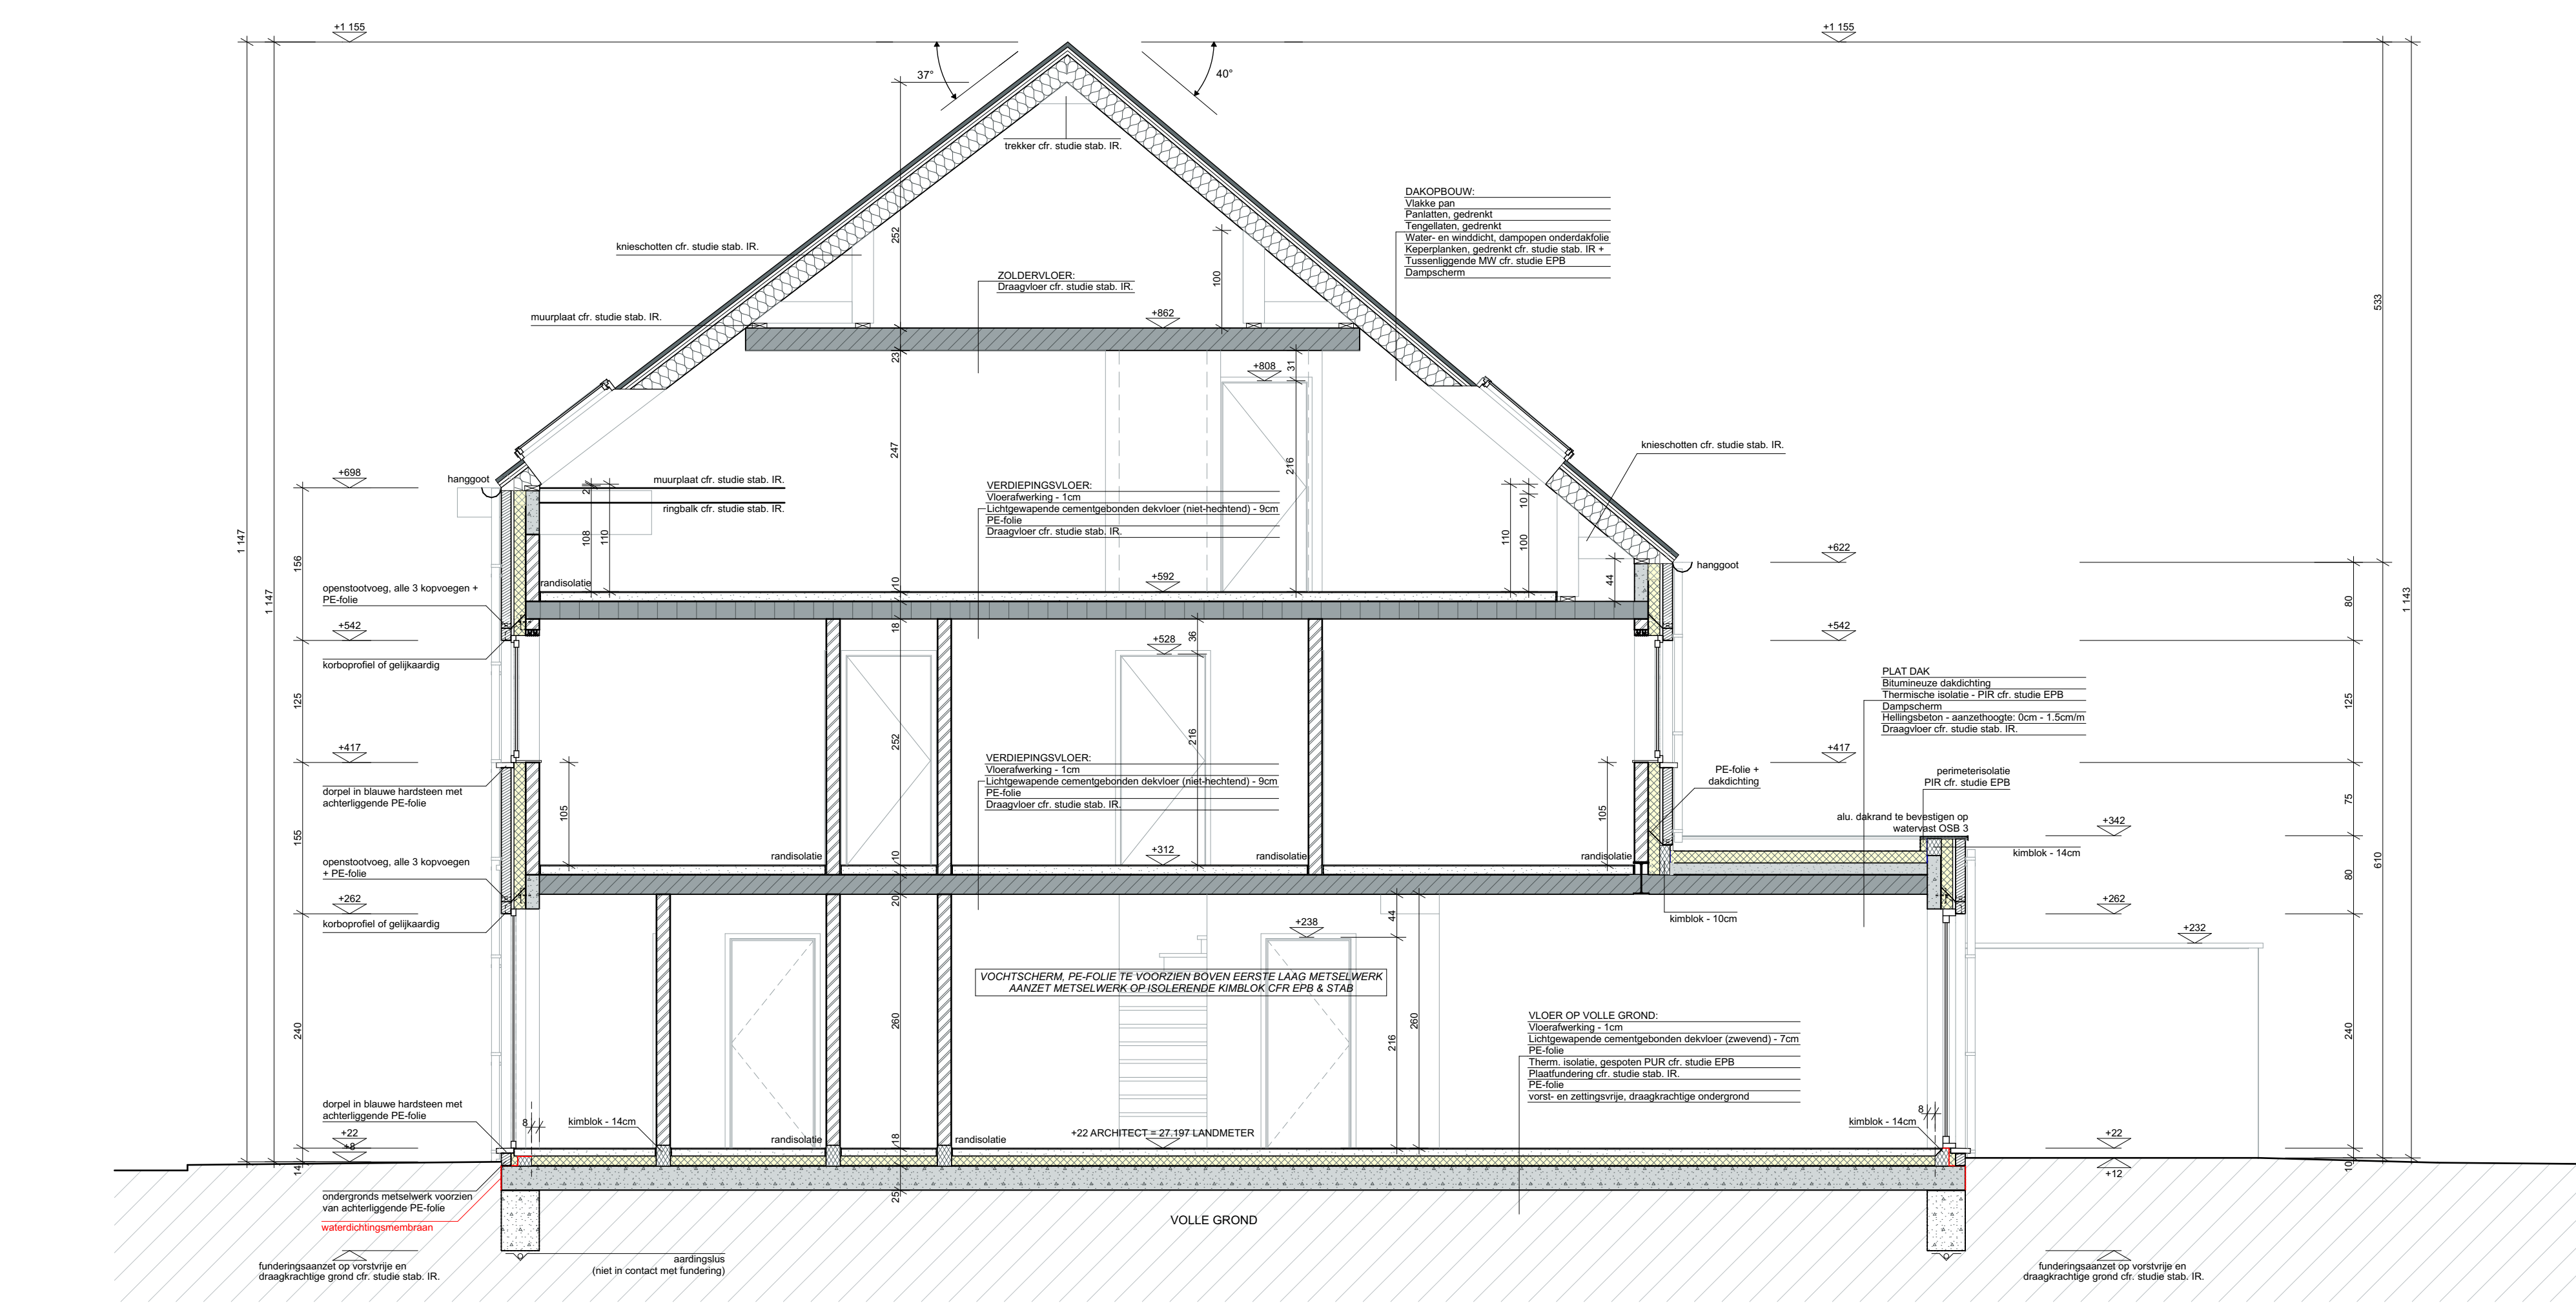 +1 155
+1 155
37°
40°
trekker cfr. studie stab. IR.
DAKOPBOUW:
Vlakke pan
Panlatten, gedrenkt
Tengellaten, gedrenkt
Water- en winddicht, dampopen onderdakfolie
Keperplanken, gedrenkt cfr. studie stab. IR +
Tussenliggende MW cfr. studie EPB
Dampscherm
knieschotten cfr. studie stab. IR.
252
100
ZOLDERVLOER:
Draagvloer cfr. studie stab. IR.
533
muurplaat cfr. studie stab. IR.
+862
23
31
+808
247
216
knieschotten cfr. studie stab. IR.
+698
hanggoot
muurplaat cfr. studie stab. IR.
ringbalk cfr. studie stab. IR.
2
108
110
VERDIEPINGSVLOER:
Vloerafwerking - 1cm
Lichtgewapende cementgebonden dekvloer (niet-hechtend) - 9cm
PE-folie
Draagvloer cfr. studie stab. IR.
110
10
100
44
1 147
1 147
156
+622
hanggoot
openstootvoeg, alle 3 kopvoegen +
PE-folie
randisolatie
10
+592
80
1 143
+542
18
36
+528
+542
korboprofiel of gelijkaardig
125
252
216
PLAT DAK
Bitumineuze dakdichting
Thermische isolatie - PIR cfr. studie EPB
Dampscherm
Hellingsbeton - aanzethoogte: 0cm - 1.5cm/m
Draagvloer cfr. studie stab. IR.
125
+417
+417
dorpel in blauwe hardsteen met
achterliggende PE-folie
105
VERDIEPINGSVLOER:
Vloerafwerking - 1cm
Lichtgewapende cementgebonden dekvloer (niet-hechtend) - 9cm
PE-folie
Draagvloer cfr. studie stab. IR.
105
PE-folie +
dakdichting
perimeterisolatie
PIR cfr. studie EPB
75
alu. dakrand te bevestigen op
watervast OSB 3
+342
155
openstootvoeg, alle 3 kopvoegen
+ PE-folie
randisolatie
10
+312
randisolatie
randisolatie
kimblok - 14cm
80
610
+262
korboprofiel of gelijkaardig
20
44
+238
kimblok - 10cm
+262
+232
VOCHTSCHERM, PE-FOLIE TE VOORZIEN BOVEN EERSTE LAAG METSELWERK
AANZET METSELWERK OP ISOLERENDE KIMBLOK CFR EPB & STAB
240
260
216
260
240
VLOER OP VOLLE GROND:
Vloerafwerking - 1cm
Lichtgewapende cementgebonden dekvloer (zwevend) - 7cm
PE-folie
Therm. isolatie, gespoten PUR cfr. studie EPB
Plaatfundering cfr. studie stab. IR.
PE-folie
vorst- en zettingsvrije, draagkrachtige ondergrond
dorpel in blauwe hardsteen met
achterliggende PE-folie
8
kimblok - 14cm
8
kimblok - 14cm
+22
+8
randisolatie
18
randisolatie
+22 ARCHITECT = 27.197 LANDMETER
+22
14
10
+12
25
ondergronds metselwerk voorzien
van achterliggende PE-folie
waterdichtingsmembraan
VOLLE GROND
funderingsaanzet op vorstvrije en
draagkrachtige grond cfr. studie stab. IR.
aardingslus
(niet in contact met fundering)
funderingsaanzet op vorstvrije en
draagkrachtige grond cfr. studie stab. IR.